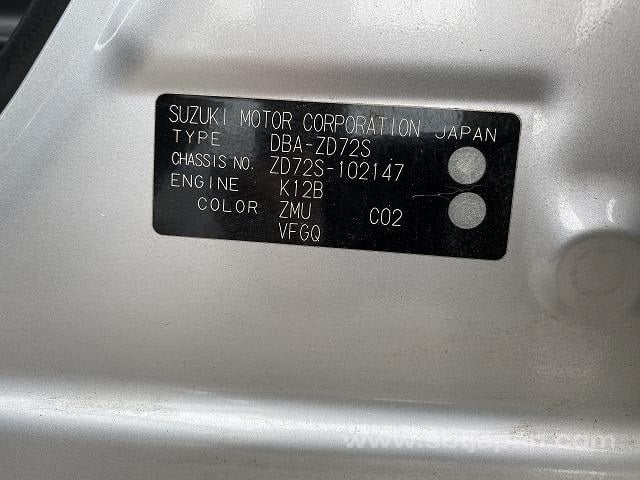 SUZUKI MOTOR CORPORATION JAPAN
TYPE DBA-ZD72S
CHASSIS NO. ZD72S-102147
ENGINE K12B
COLOR ZMU C02
VFGQ